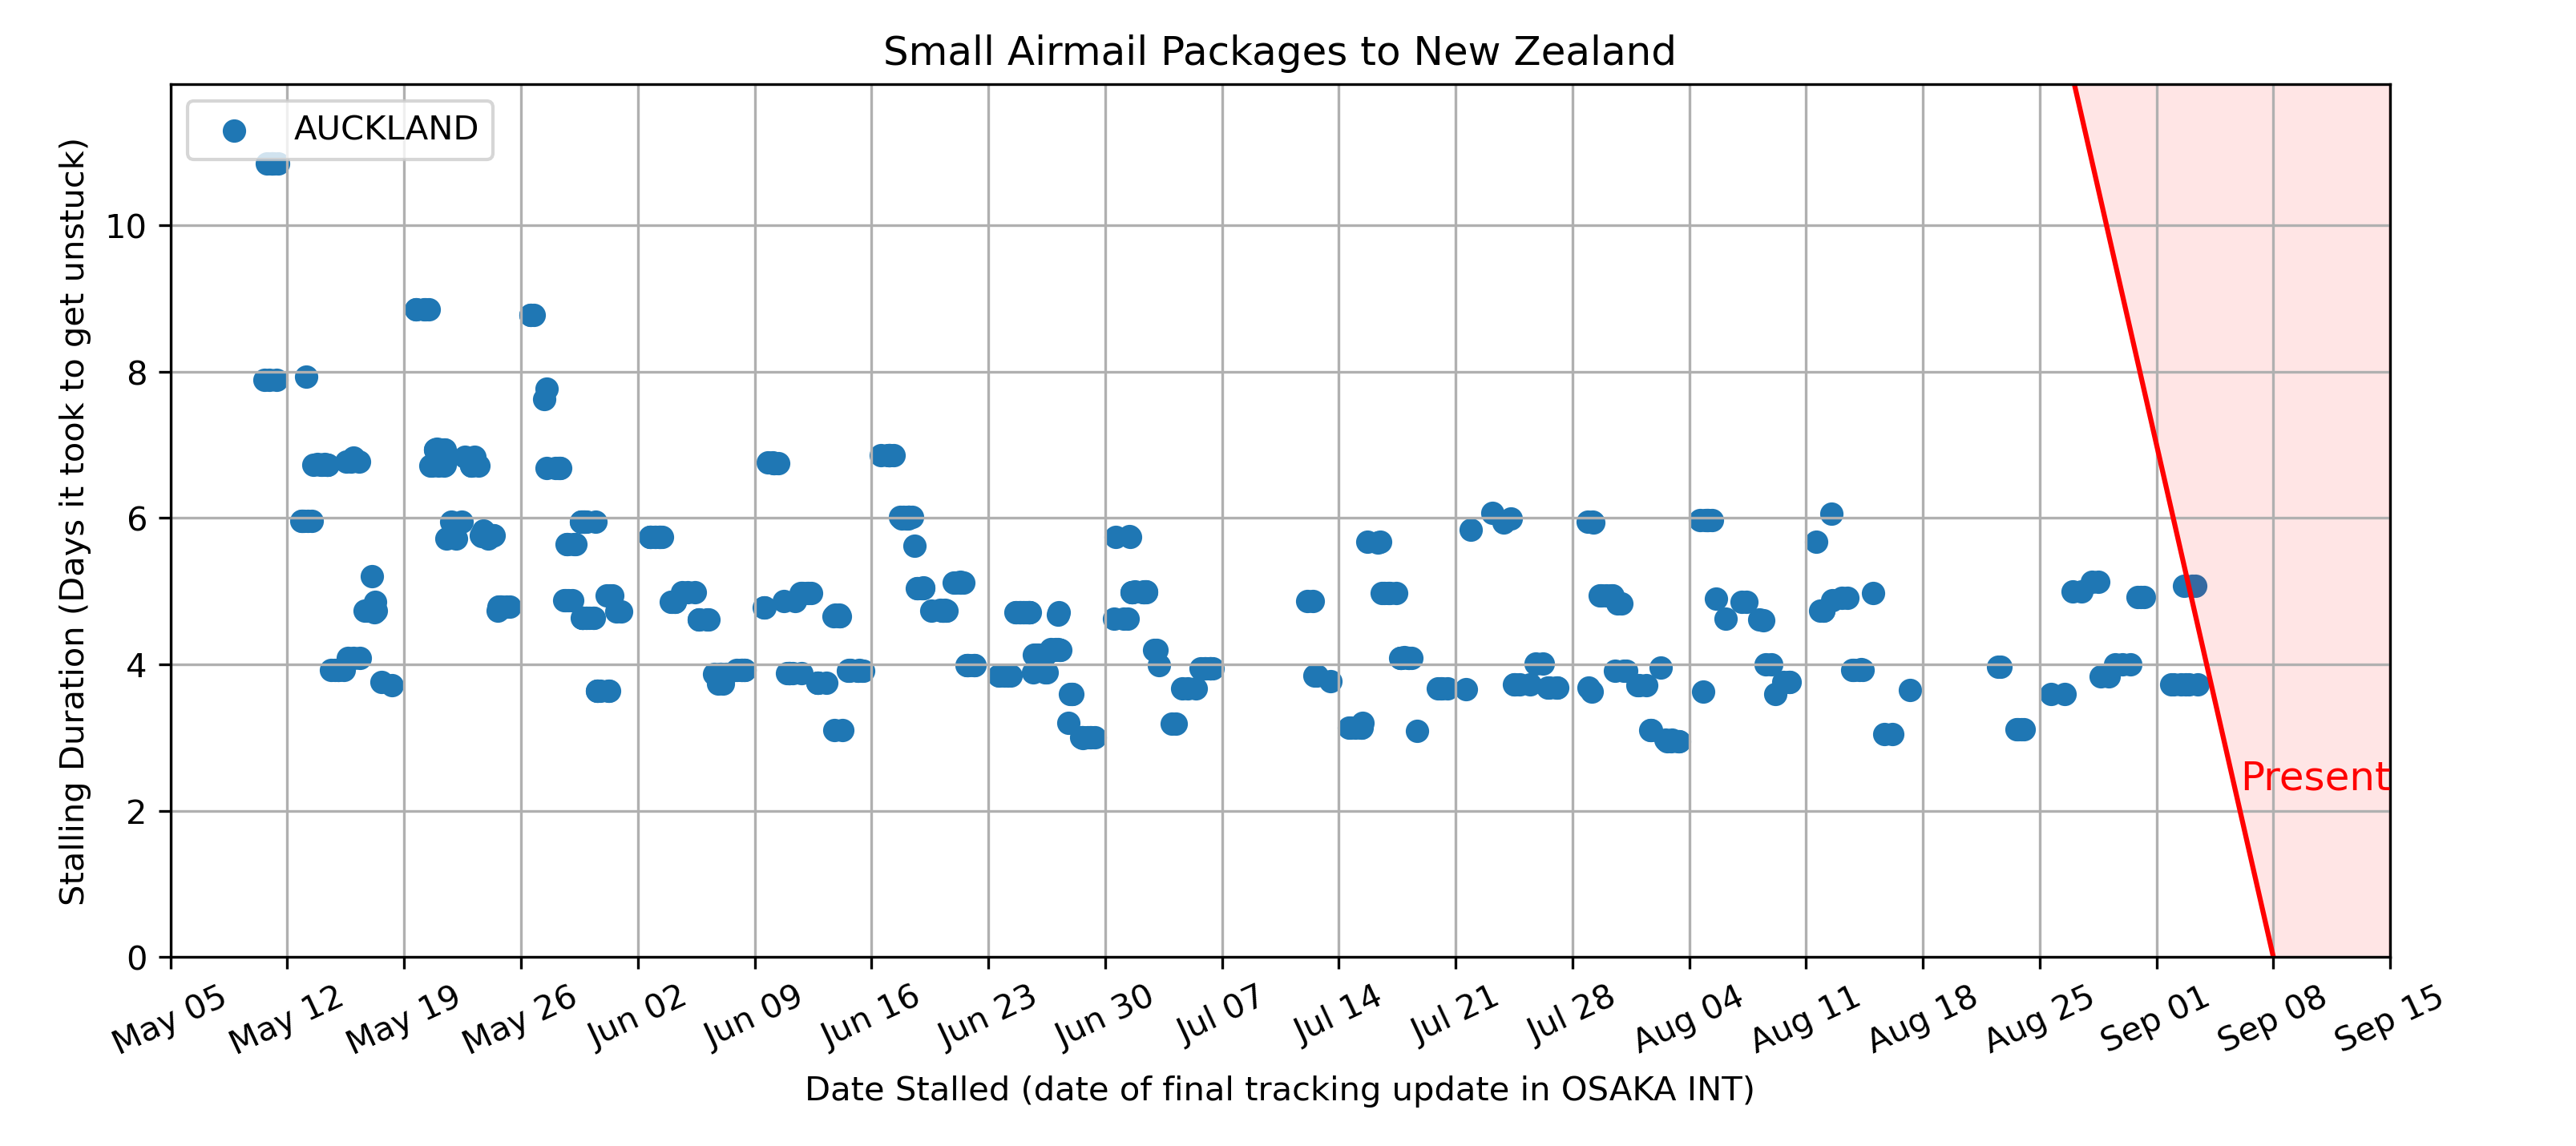 Small Airmail Packages to New Zealand
AUCKLAND
Stalling Duration (Days it took to get unstuck)
10
8
6
4
2
0
Present
May 05
May 12
May 19
May 26
Jun 02
Jun 09
Jun 16
Jun 23
Jun 30
Jul 07
Jul 14
Jul 21
Jul 28
Aug 04
Aug 11
Aug 18
Aug 25
Sep 01
Sep 08
Sep 15
Date Stalled (date of final tracking update in OSAKA INT)